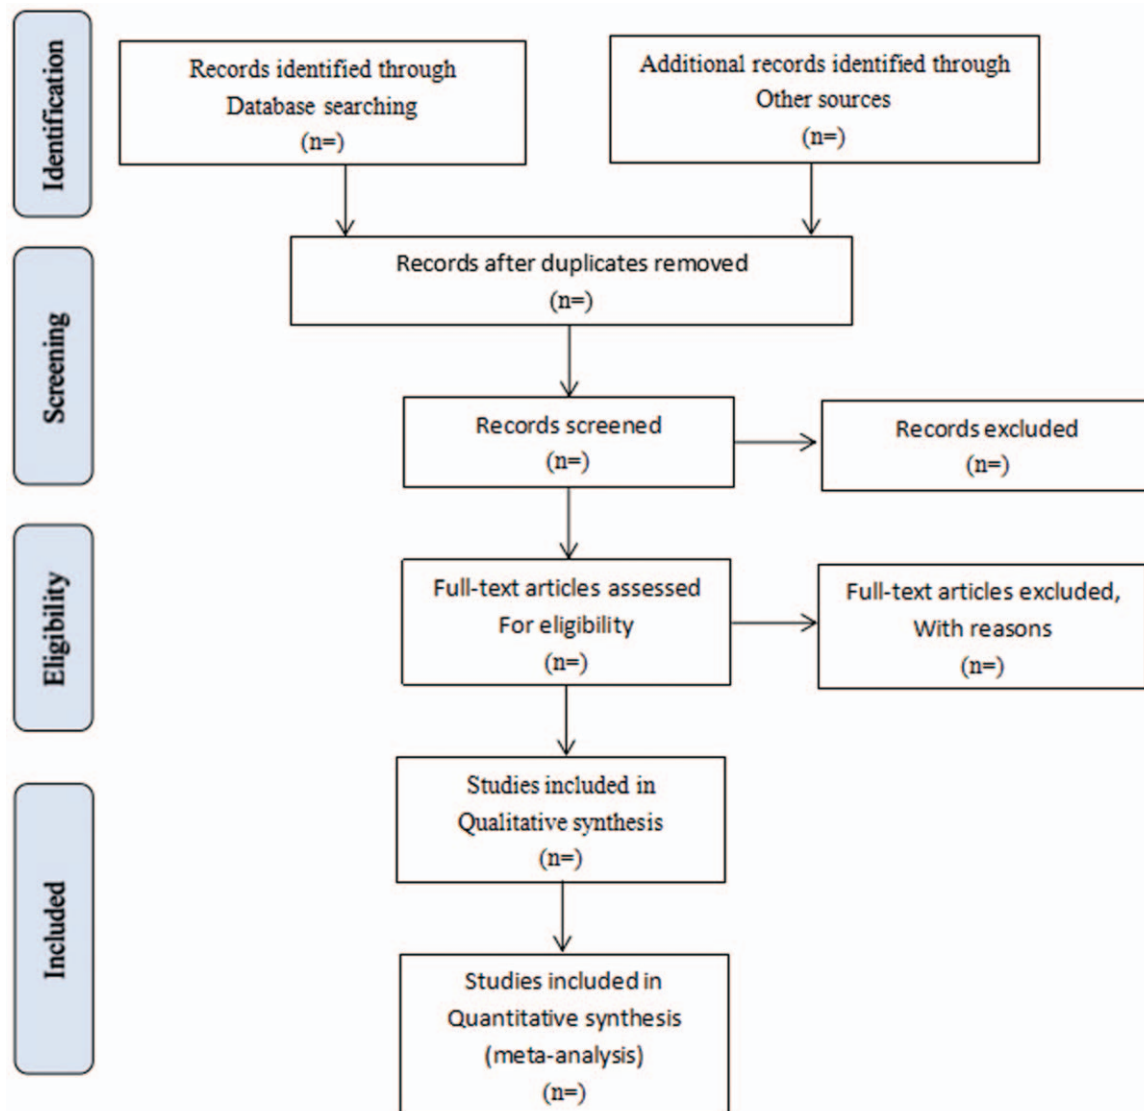 Identification
Records identified through
Database searching
(n=)
Additional records identified through
Other sources
(n=)
Screening
Records after duplicates removed
(n=)
Records screened
(n=)
Records excluded
(n=)
Eligibility
Full-text articles assessed
For eligibility
(n=)
Full-text articles excluded,
With reasons
(n=)
Included
Studies included in
Qualitative synthesis
(n=)
Studies included in
Quantitative synthesis
(meta-analysis)
(n=)